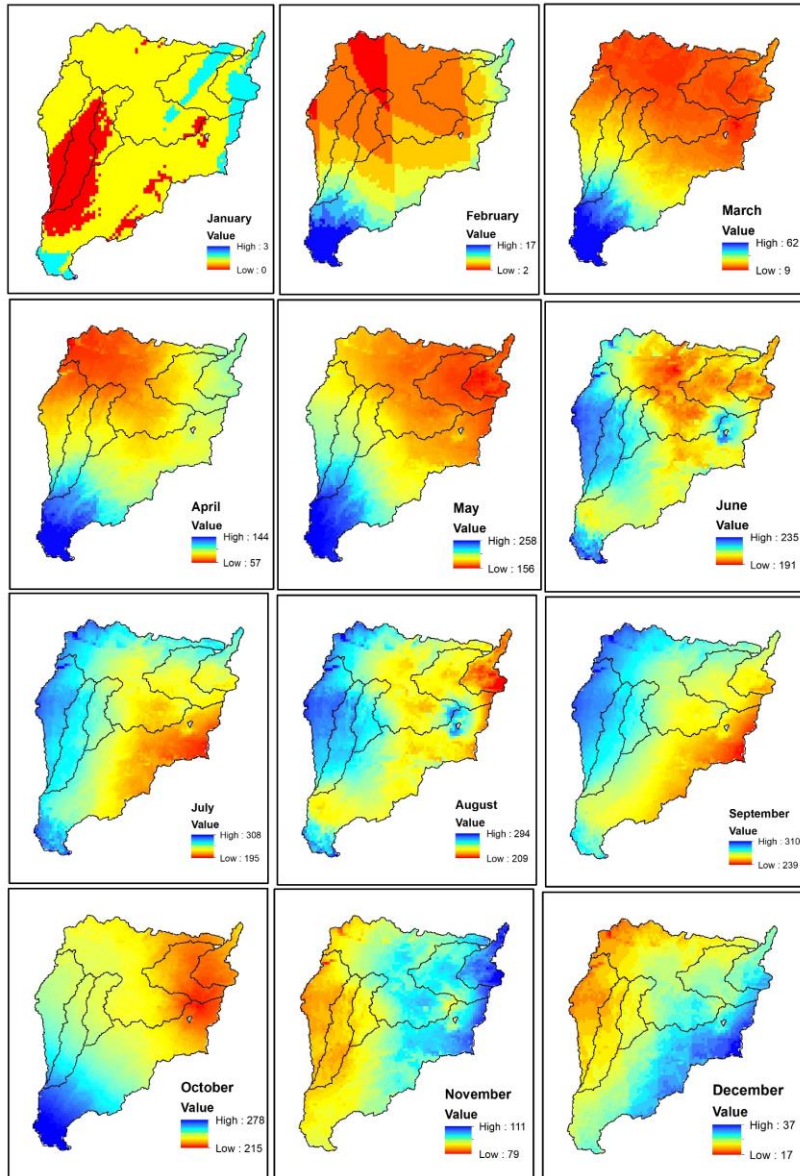 January
Value
High : 3
Low : 0
February
Value
High : 17
Low : 2
March
Value
High : 62
Low : 9
April
Value
High : 144
Low : 57
May
Value
High : 258
Low : 156
June
Value
High : 235
Low : 191
July
Value
High : 308
Low : 195
August
Value
High : 294
Low : 209
September
Value
High : 310
Low : 239
October
Value
High : 278
Low : 215
November
Value
High : 111
Low : 79
December
Value
High : 37
Low : 17